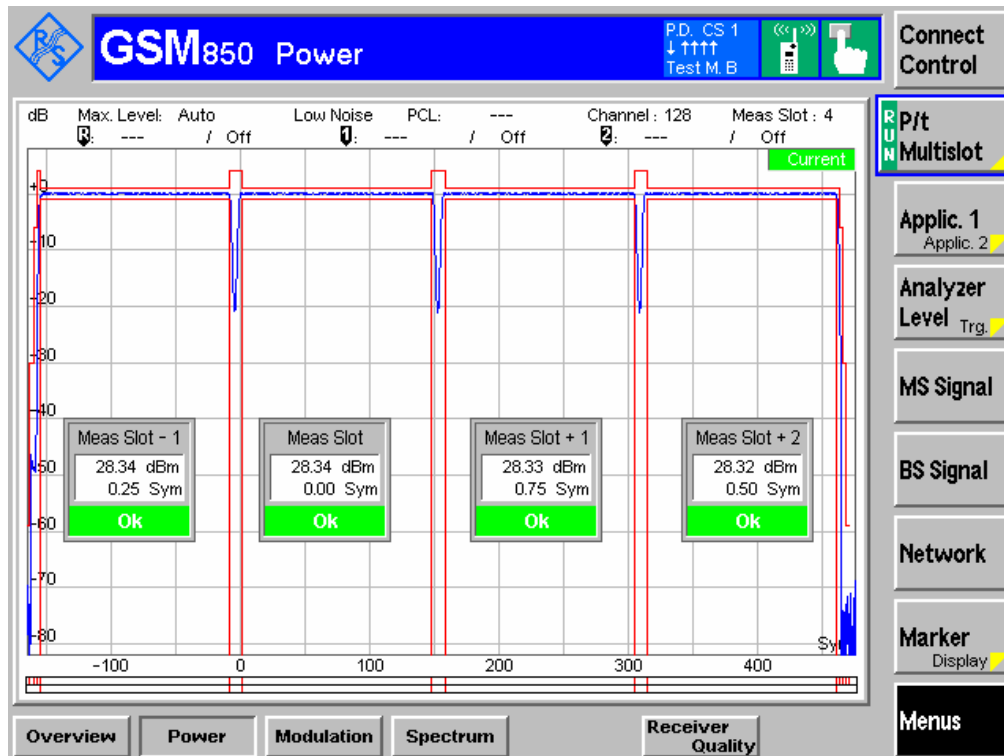 R&S
GSM850 Power
P.D. CS 1
↓ ↑↑↑↑
Test M. B
Connect Control
dB Max. Level: Auto Low Noise PCL: --- Channel : 128 Meas Slot : 4
R: --- / Off 1: --- / Off 2: --- / Off
Current
RUN
P/t Multislot
Applic. 1
Applic. 2
Analyzer Level Trg.
MS Signal
BS Signal
Network
Marker
Display
Menus
+0
-10
-20
-30
-40
-50
-60
-70
-80
Meas Slot - 1
28.34 dBm
0.25 Sym
Ok
Meas Slot
28.34 dBm
0.00 Sym
Ok
Meas Slot + 1
28.33 dBm
0.75 Sym
Ok
Meas Slot + 2
28.32 dBm
0.50 Sym
Ok
-100 0 100 200 300 400
Overview Power Modulation Spectrum Receiver Quality